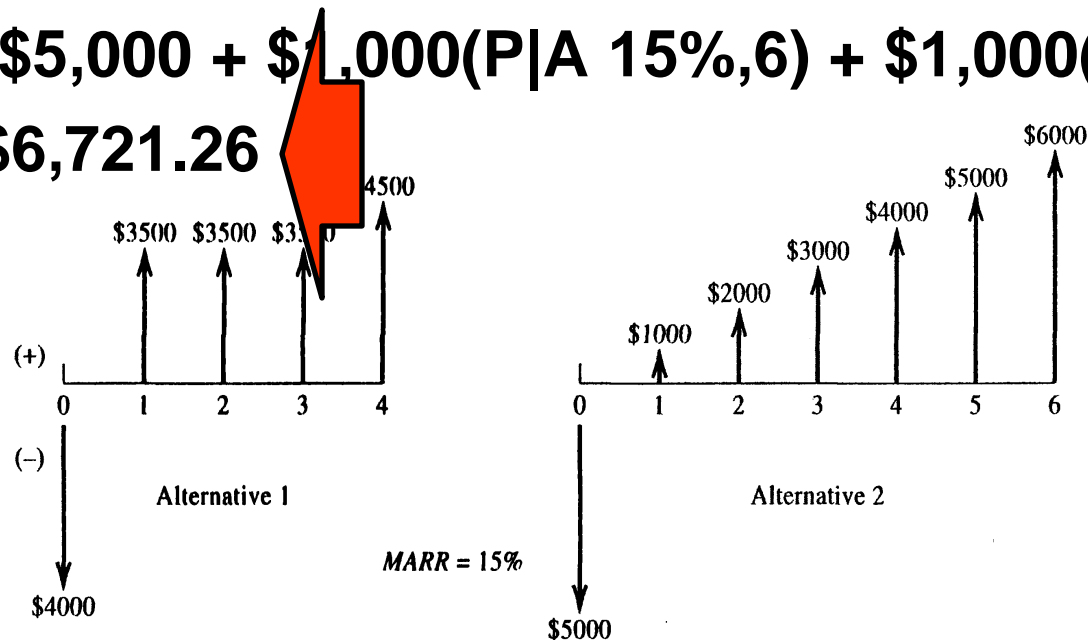 $5,000 + $1,000(P|A 15%,6) + $1,000(
$6,721.26
4500
$3500 $3500
$6000
$5000
$4000
$3000
$2000
$1000
(+)
0 1 2 3 4
0 1 2 3 4 5 6
(–)
Alternative 1
Alternative 2
MARR = 15%
$4000
$5000